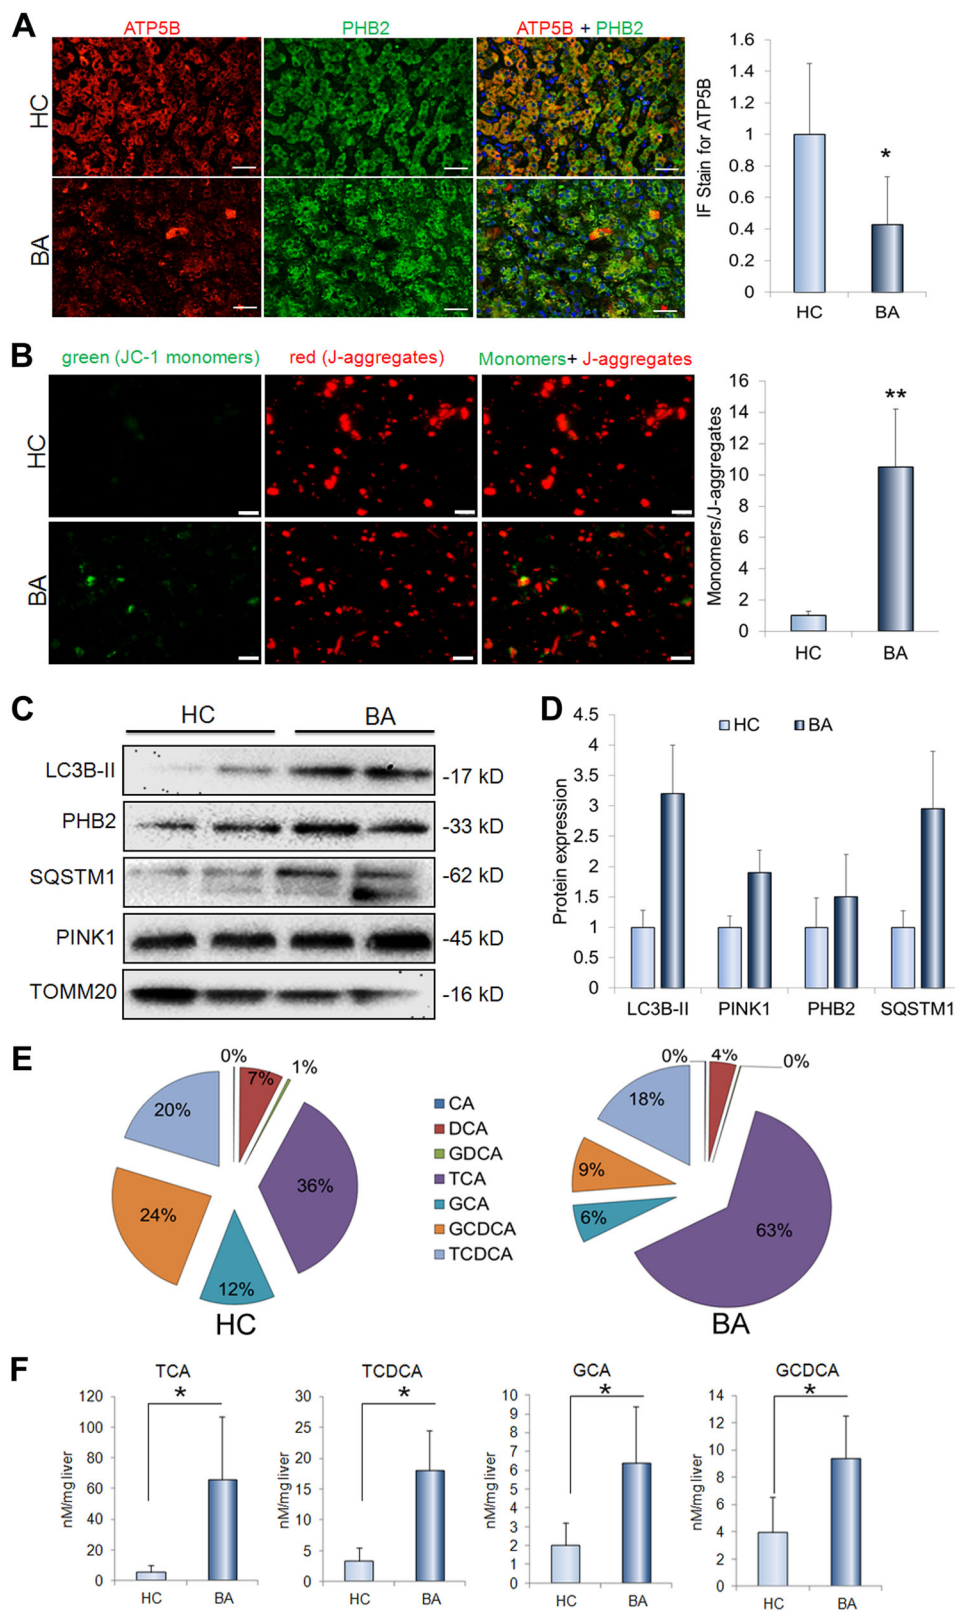 A
ATP5B
PHB2
ATP5B + PHB2
HC
BA
IF Stain for ATP5B
1.6
1.4
1.2
1
0.8
0.6
0.4
0.2
0
*
HC
BA
B
green (JC-1 monomers)
red (J-aggregates)
Monomers+ J-aggregates
HC
BA
Monomers/J-aggregates
16
14
12
10
8
6
4
2
0
**
HC
BA
C
HC
BA
LC3B-II
-17 kD
PHB2
-33 kD
SQSTM1
-62 kD
PINK1
-45 kD
TOMM20
-16 kD
D
HC
BA
Protein expression
4.5
4
3.5
3
2.5
2
1.5
1
0.5
0
LC3B-II
PINK1
PHB2
SQSTM1
E
0%
7%
1%
36%
12%
24%
20%
HC
CA
DCA
GDCA
TCA
GCA
GCDCA
TCDCA
0%
4%
0%
63%
6%
9%
18%
BA
F
TCA
nM/mg liver
120
100
80
60
40
20
0
*
HC
BA
TCDCA
nM/mg liver
30
25
20
15
10
5
0
*
HC
BA
GCA
nM/mg liver
10
9
8
7
6
5
4
3
2
1
0
*
HC
BA
GCDCA
nM/mg liver
14
12
10
8
6
4
2
0
*
HC
BA